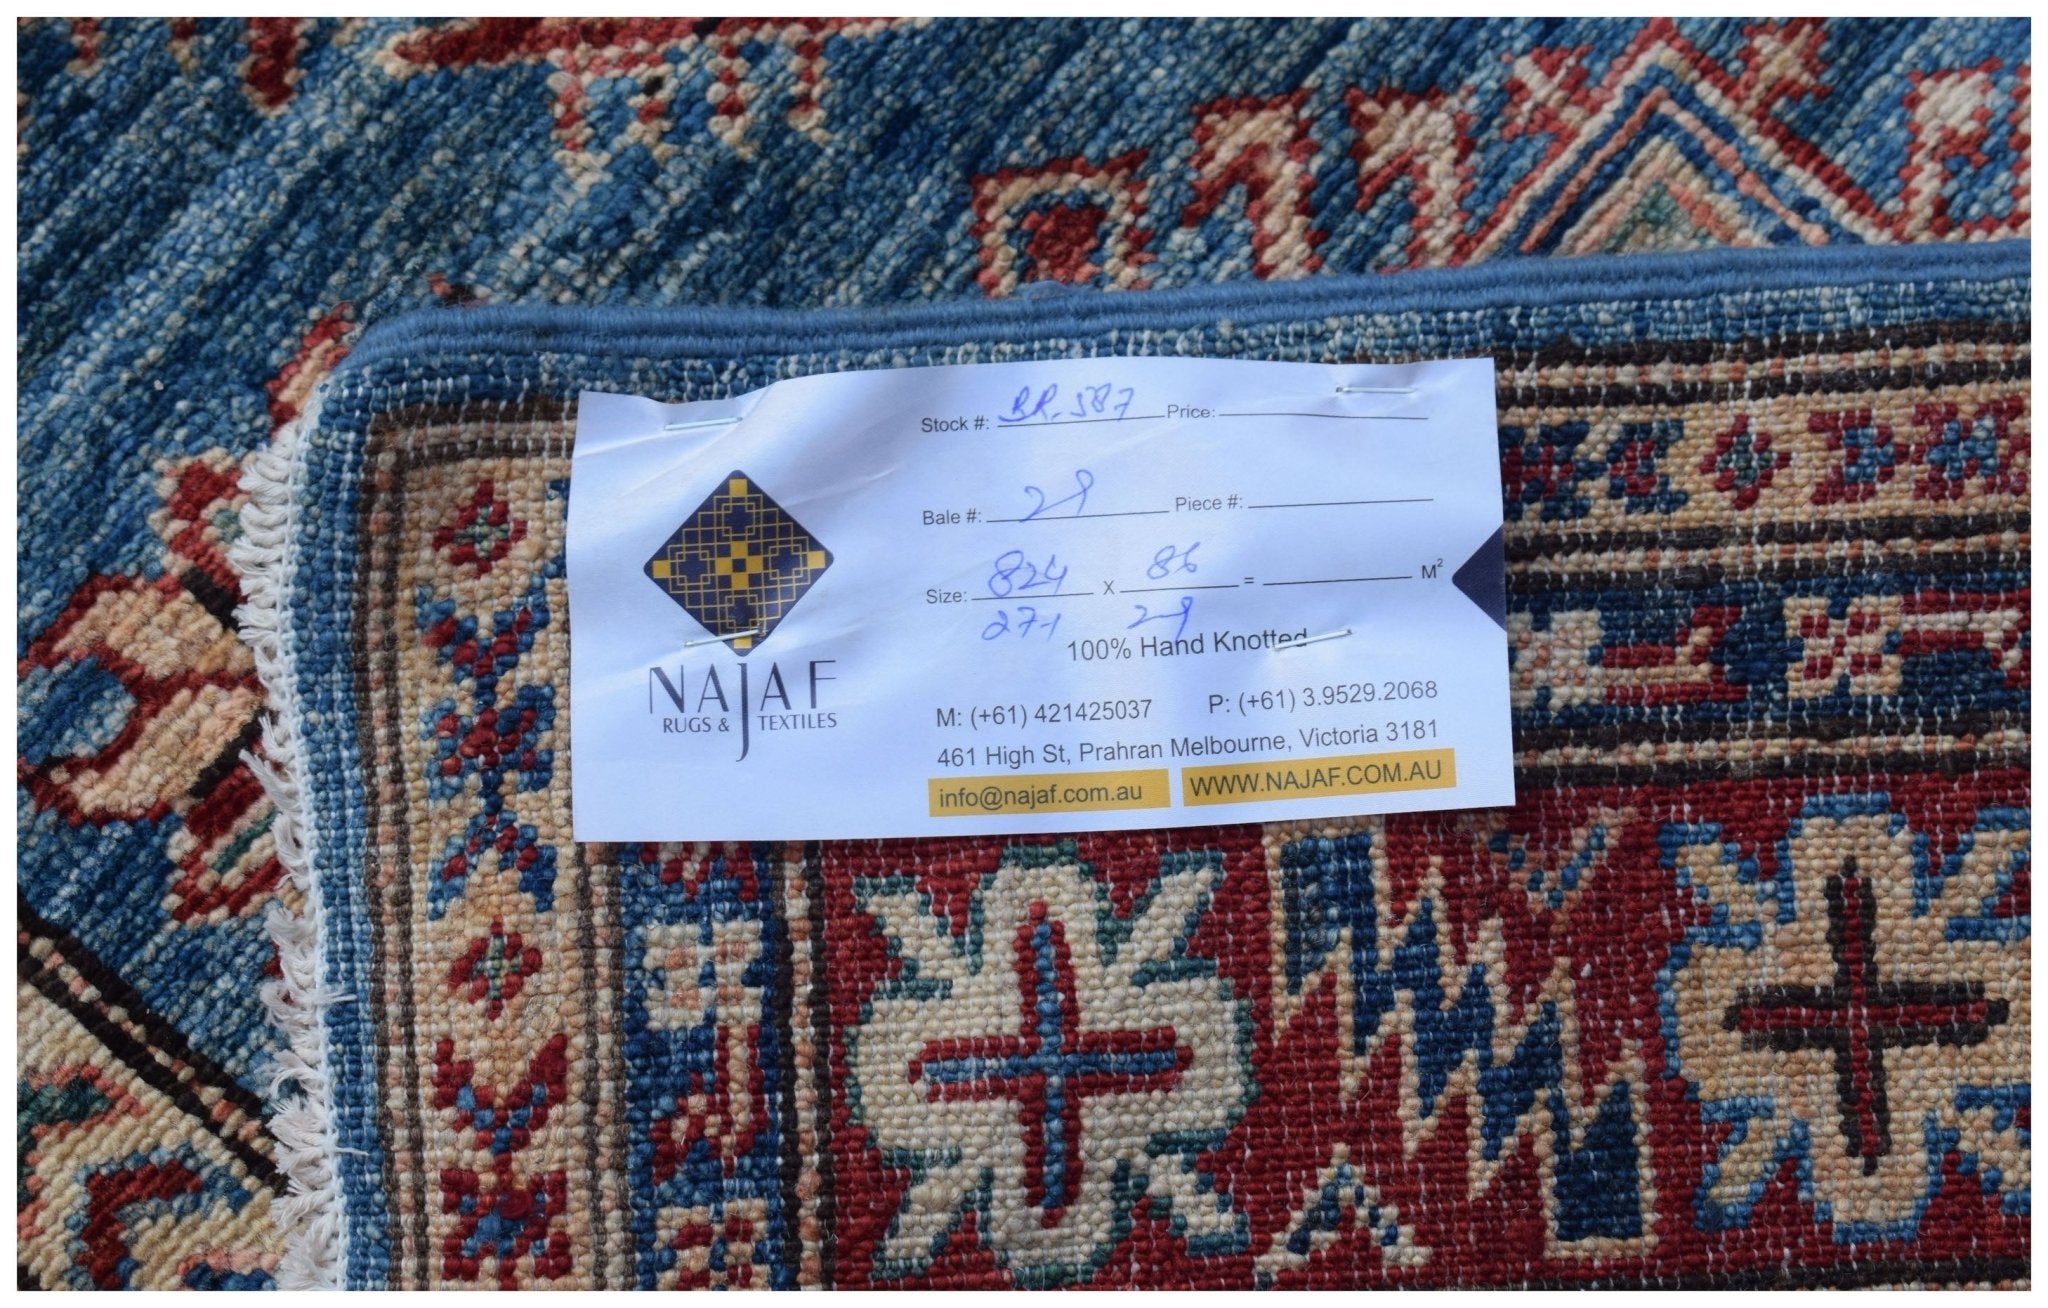 NAJAF
RUGS & TEXTILES
Stock #: BR. 587 Price:
Bale #: 29 Piece #:
Size: 824 x 86 = M²
271 29
100% Hand Knotted
M: (+61) 421425037 P: (+61) 3.9529.2068
461 High St, Prahran Melbourne, Victoria 3181
info@najaf.com.au WWW.NAJAF.COM.AU